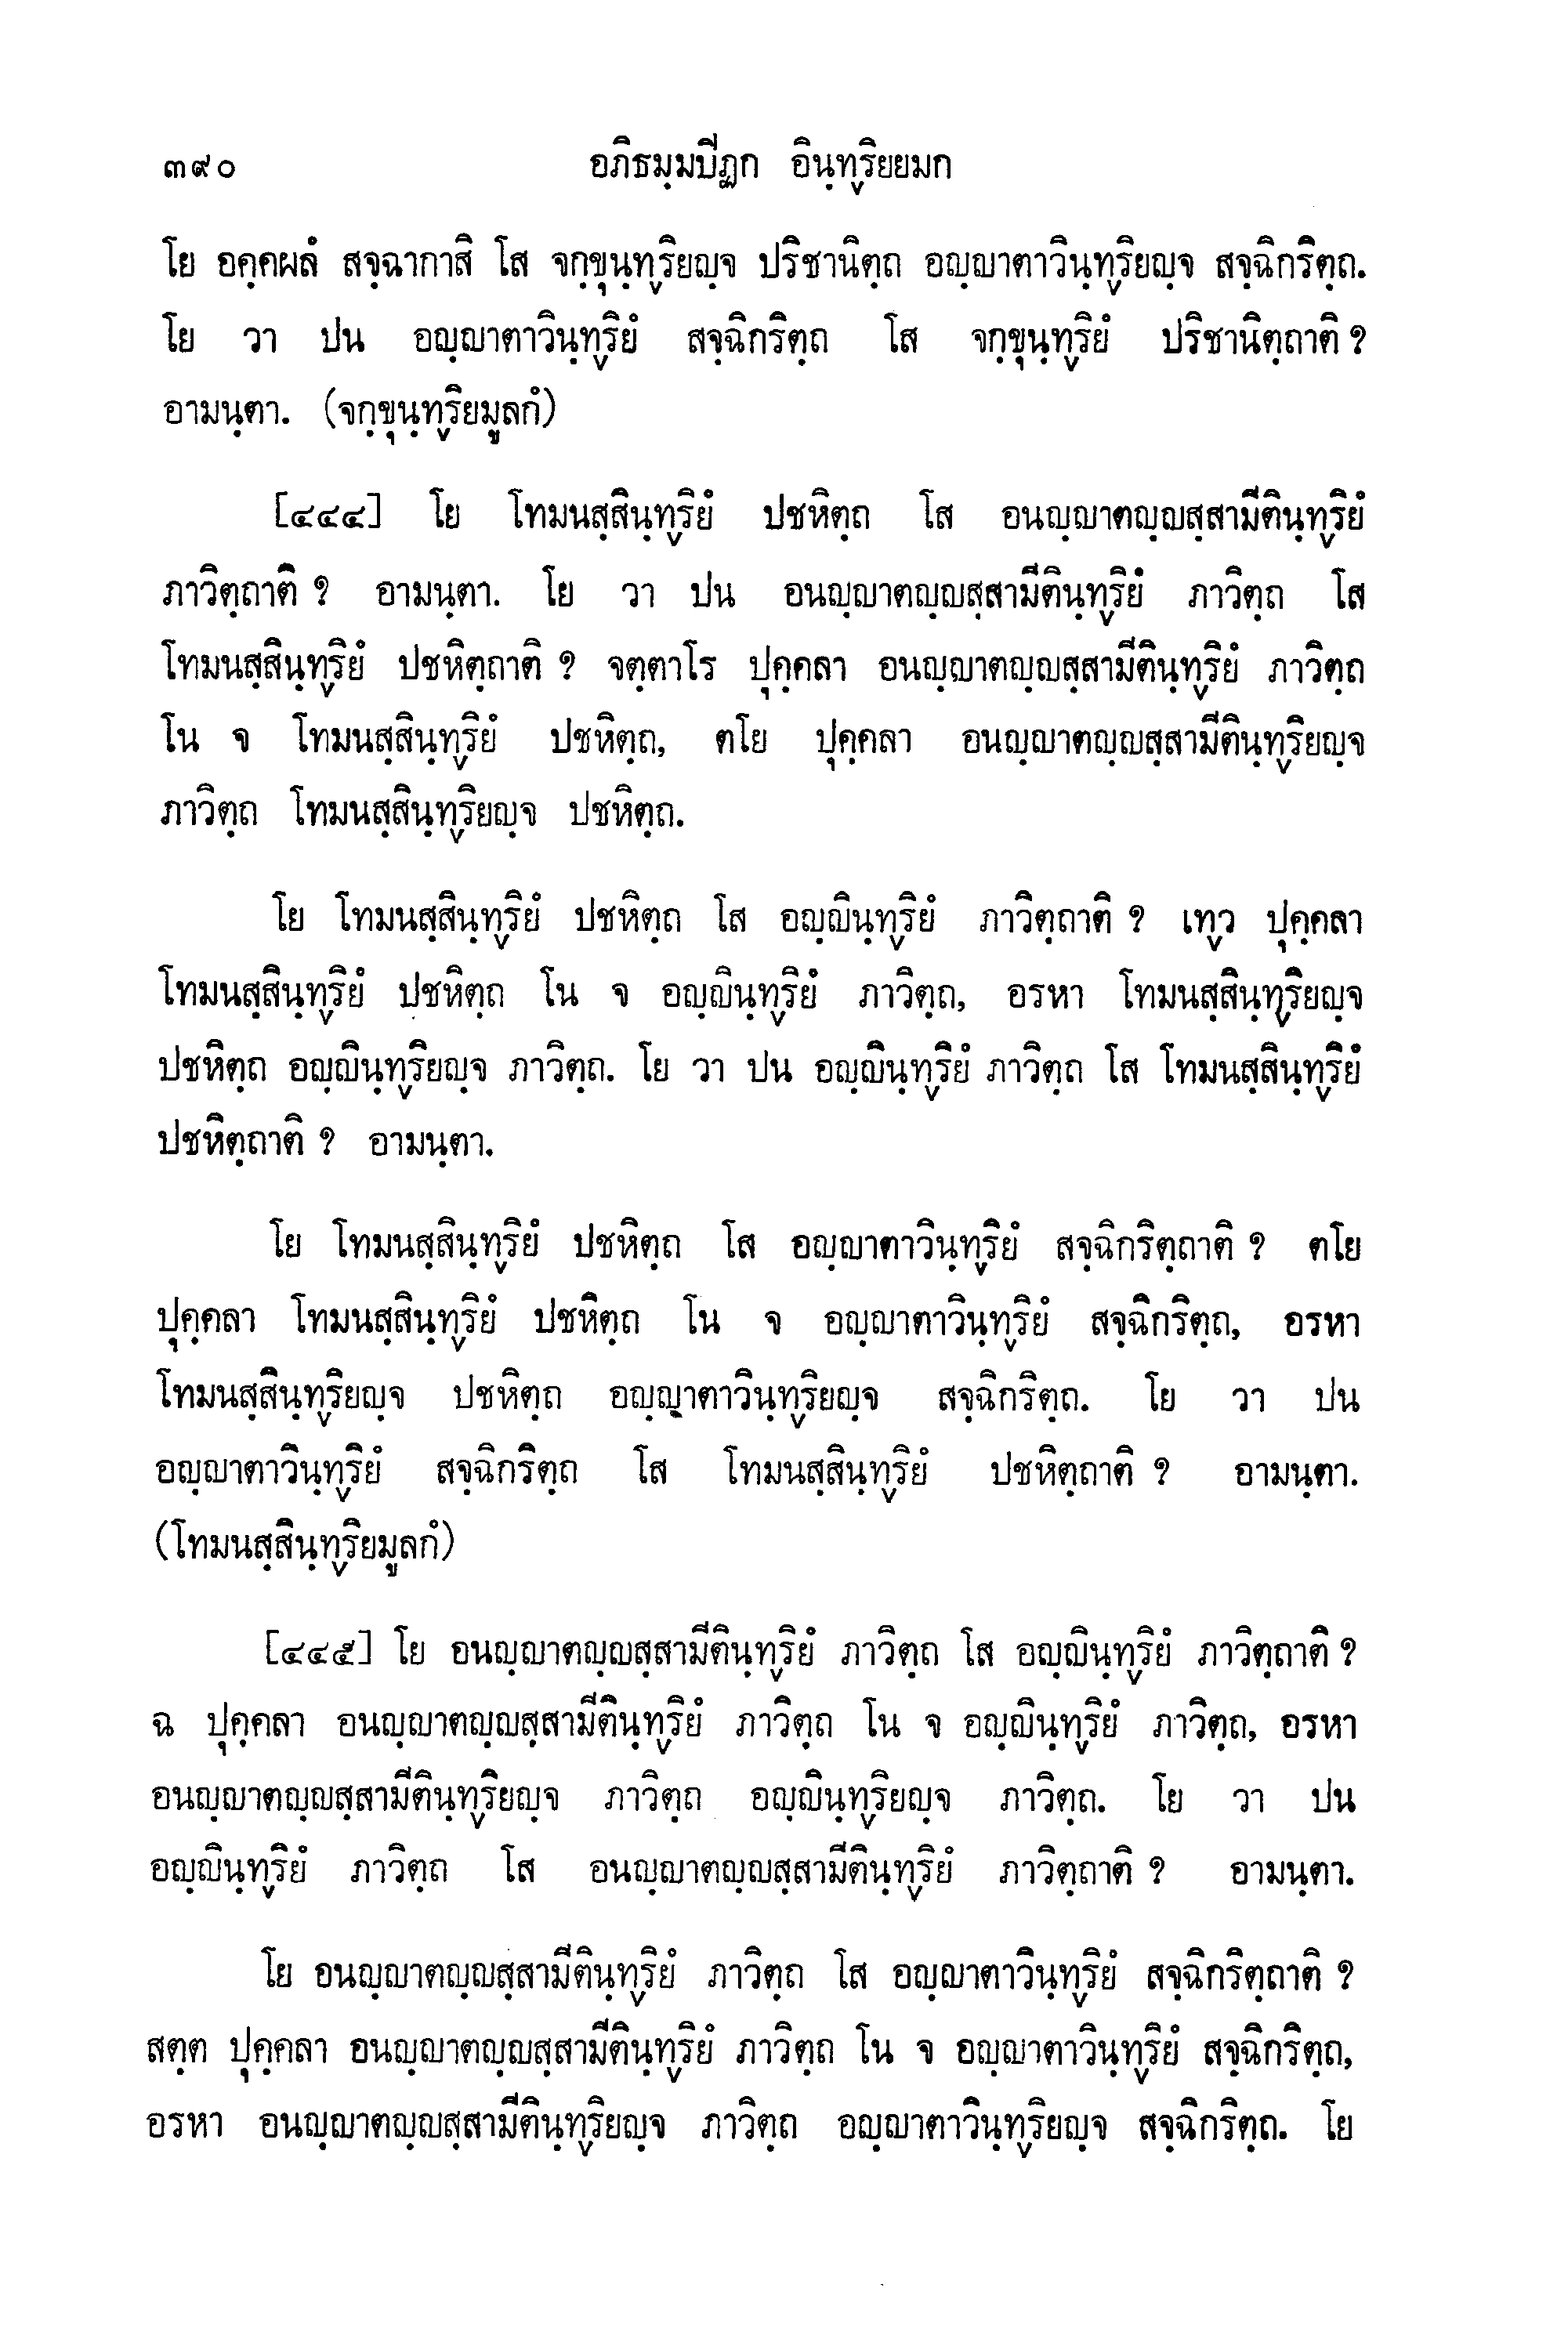 ๓๙๐ อภิธมฺมปีฏก อินฺทฺริยยมก
โย อคฺคผลํ สจฺฉากาสิ โส จกฺขุนฺทฺริยญฺจ ปริชานิตฺถ อญฺญาตาวินฺทฺริยญฺจ สจฺฉิกริตฺถ.
โย วา ปน อญฺญาตาวินฺทฺริยํ สจฺฉิกริตฺถ โส จกฺขุนฺทฺริยํ ปริชานิตฺถาติ ?
อามนฺตา. (จกฺขุนฺทฺริยมูลกํ)
[๔๔๔] โย โทมนสฺสินฺทฺริยํ ปชหิตฺถ โส อนญฺญาตญฺญสฺสามีตินฺทฺริยํ
ภาวิตฺถาติ ? อามนฺตา. โย วา ปน อนญฺญาตญฺญสฺสามีตินฺทฺริยํ ภาวิตฺถ โส
โทมนสฺสินฺทฺริยํ ปชหิตฺถาติ ? จตฺตาโร ปุคฺคลา อนญฺญาตญฺญสฺสามีตินฺทฺริยํ ภาวิตฺถ
โน จ โทมนสฺสินฺทฺริยํ ปชหิตฺถ, ตโย ปุคฺคลา อนญฺญาตญฺญสฺสามีตินฺทฺริยญฺจ
ภาวิตฺถ โทมนสฺสินฺทฺริยญฺจ ปชหิตฺถ.
โย โทมนสฺสินฺทฺริยํ ปชหิตฺถ โส อญฺญินฺทฺริยํ ภาวิตฺถาติ ? เทฺว ปุคฺคลา
โทมนสฺสินฺทฺริยํ ปชหิตฺถ โน จ อญฺญินฺทฺริยํ ภาวิตฺถ, อรหา โทมนสฺสินฺทฺริยญฺจ
ปชหิตฺถ อญฺญินฺทฺริยญฺจ ภาวิตฺถ. โย วา ปน อญฺญินฺทฺริยํ ภาวิตฺถ โส โทมนสฺสินฺทฺริยํ
ปชหิตฺถาติ ? อามนฺตา.
โย โทมนสฺสินฺทฺริยํ ปชหิตฺถ โส อญฺญาตาวินฺทฺริยํ สจฺฉิกริตฺถาติ ? ตโย
ปุคฺคลา โทมนสฺสินฺทฺริยํ ปชหิตฺถ โน จ อญฺญาตาวินฺทฺริยํ สจฺฉิกริตฺถ, อรหา
โทมนสฺสินฺทฺริยญฺจ ปชหิตฺถ อญฺญาตาวินฺทฺริยญฺจ สจฺฉิกริตฺถ. โย วา ปน
อญฺญาตาวินฺทฺริยํ สจฺฉิกริตฺถ โส โทมนสฺสินฺทฺริยํ ปชหิตฺถาติ ? อามนฺตา.
(โทมนสฺสินฺทฺริยมูลกํ)
[๔๔๕] โย อนญฺญาตญฺญสฺสามีตินฺทฺริยํ ภาวิตฺถ โส อญฺญินฺทฺริยํ ภาวิตฺถาติ ?
ฉ ปุคฺคลา อนญฺญาตญฺญสฺสามีตินฺทฺริยํ ภาวิตฺถ โน จ อญฺญินฺทฺริยํ ภาวิตฺถ, อรหา
อนญฺญาตญฺญสฺสามีตินฺทฺริยญฺจ ภาวิตฺถ อญฺญินฺทฺริยญฺจ ภาวิตฺถ. โย วา ปน
อญฺญินฺทฺริยํ ภาวิตฺถ โส อนญฺญาตญฺญสฺสามีตินฺทฺริยํ ภาวิตฺถาติ ? อามนฺตา.
โย อนญฺญาตญฺญสฺสามีตินฺทฺริยํ ภาวิตฺถ โส อญฺญาตาวินฺทฺริยํ สจฺฉิกริตฺถาติ ?
สตฺต ปุคฺคลา อนญฺญาตญฺญสฺสามีตินฺทฺริยํ ภาวิตฺถ โน จ อญฺญาตาวินฺทฺริยํ สจฺฉิกริตฺถ,
อรหา อนญฺญาตญฺญสฺสามีตินฺทฺริยญฺจ ภาวิตฺถ อญฺญาตาวินฺทฺริยญฺจ สจฺฉิกริตฺถ. โย